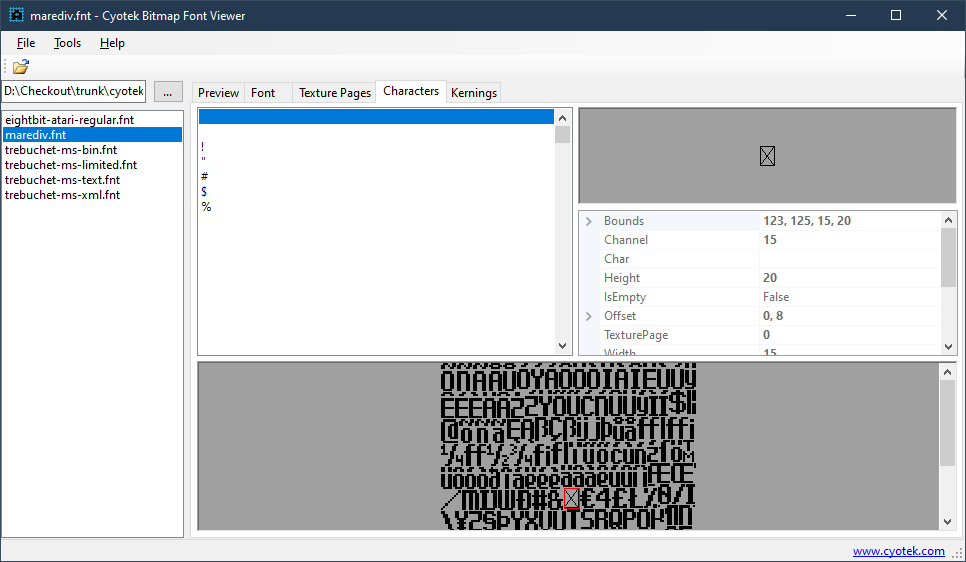 marediv.fnt - Cyotek Bitmap Font Viewer
File Tools Help
D:\Checkout\trunk\cyotek ...
Preview Font Texture Pages Characters Kernings
eightbit-atari-regular.fnt
marediv.fnt
trebuchet-ms-bin.fnt
trebuchet-ms-limited.fnt
trebuchet-ms-text.fnt
trebuchet-ms-xml.fnt
!
"
#
$
%
Bounds 123, 125, 15, 20
Channel 15
Char
Height 20
IsEmpty False
Offset 0, 8
TexturePage 0
Width 15
www.cyotek.com